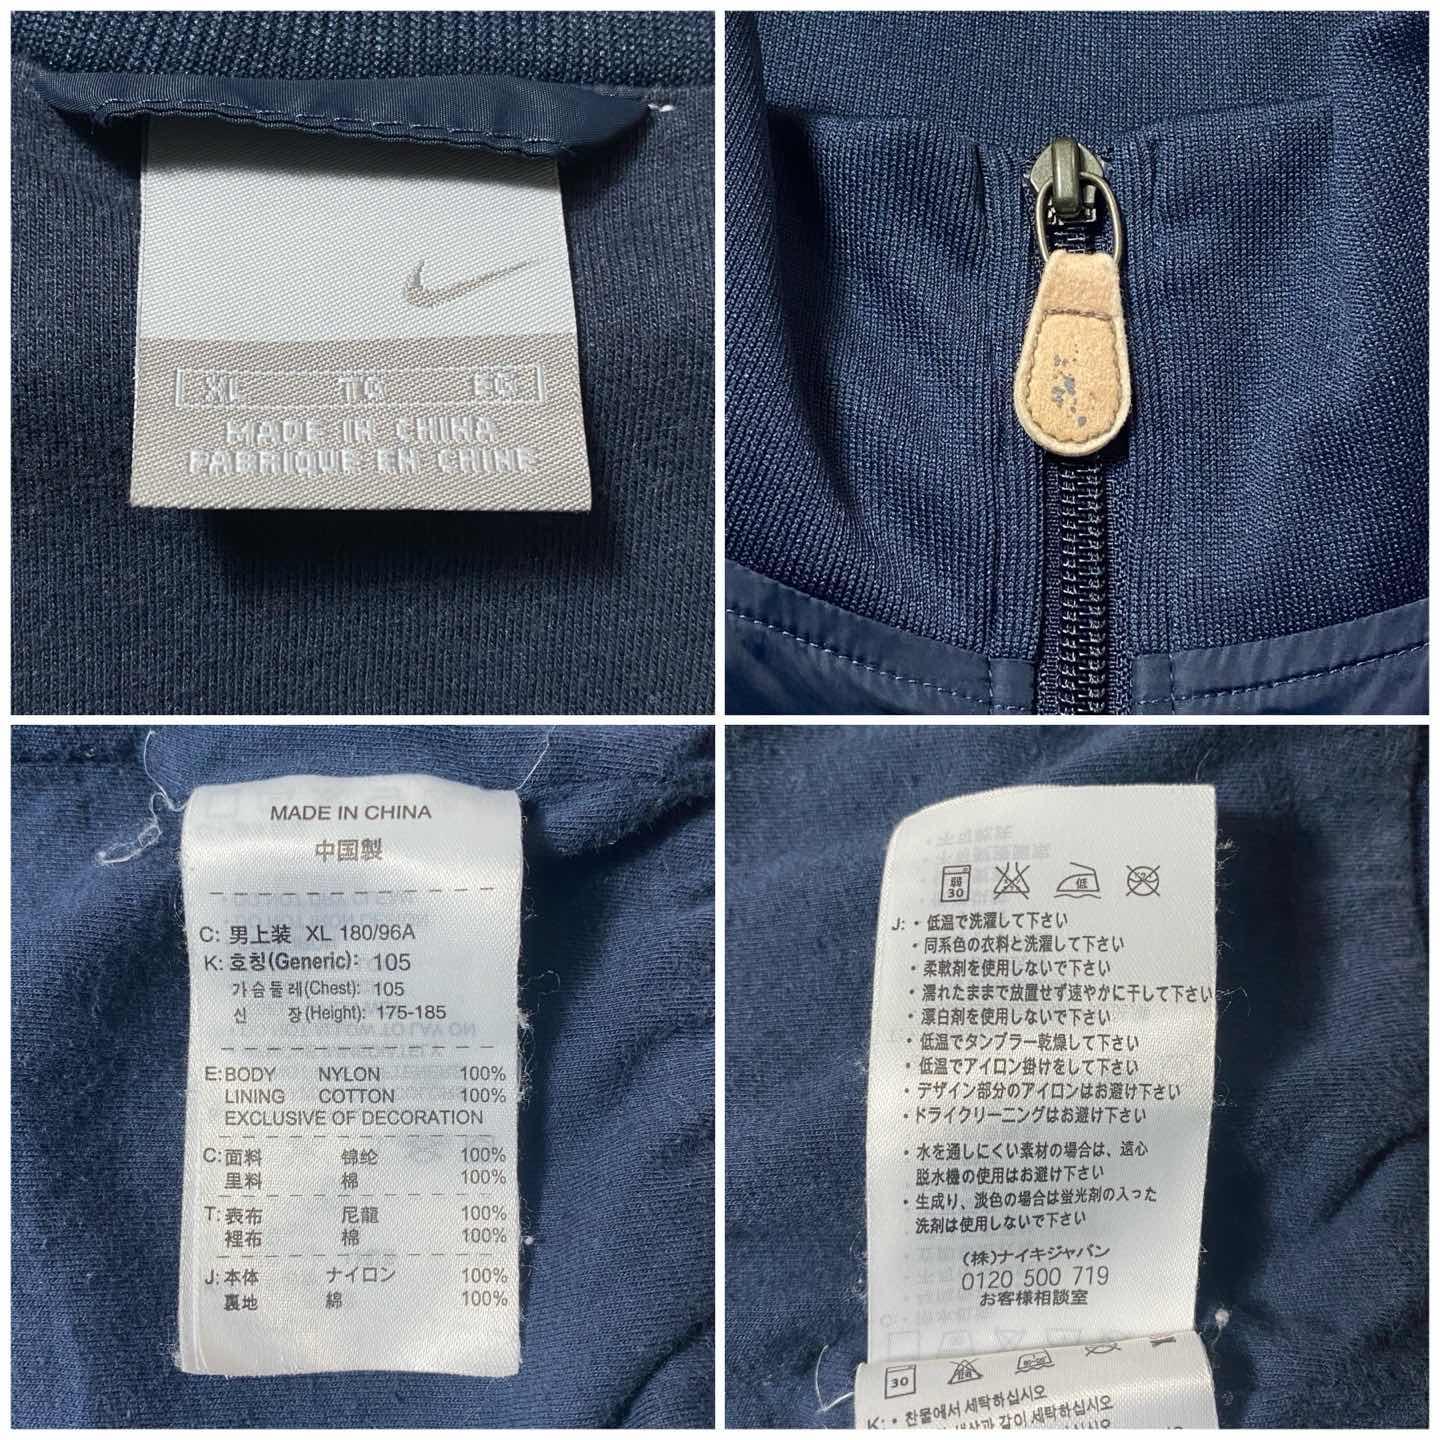 XL TG EG
MADE IN CHINA
FABRIQUE EN CHINE
MADE IN CHINA
中国製
C: 男上装 XL 180/96A
K: 호칭(Generic): 105
가슴둘레(Chest): 105
신 장(Height): 175-185
E: BODY NYLON 100%
LINING COTTON 100%
EXCLUSIVE OF DECORATION
C: 面料 锦纶 100%
里料 棉 100%
T: 表布 尼龍 100%
裡布 棉 100%
J: 本体 ナイロン 100%
裏地 綿 100%
弱 30 低
J: ・低温で洗濯して下さい
・同系色の衣料と洗濯して下さい
・柔軟剤を使用しないで下さい
・濡れたままで放置せず速やかに干して下さい
・漂白剤を使用しないで下さい
・低温でタンブラー乾燥して下さい
・低温でアイロン掛けをして下さい
・デザイン部分のアイロンはお避け下さい
・ドライクリーニングはお避け下さい
・水を通しにくい素材の場合は、遠心
脱水機の使用はお避け下さい
・生成り、淡色の場合は蛍光剤の入った
洗剤は使用しないで下さい
(株)ナイキジャパン
0120 500 719
お客様相談室
30
K: ・찬물에서 세탁하십시오
같이 세탁하십시오